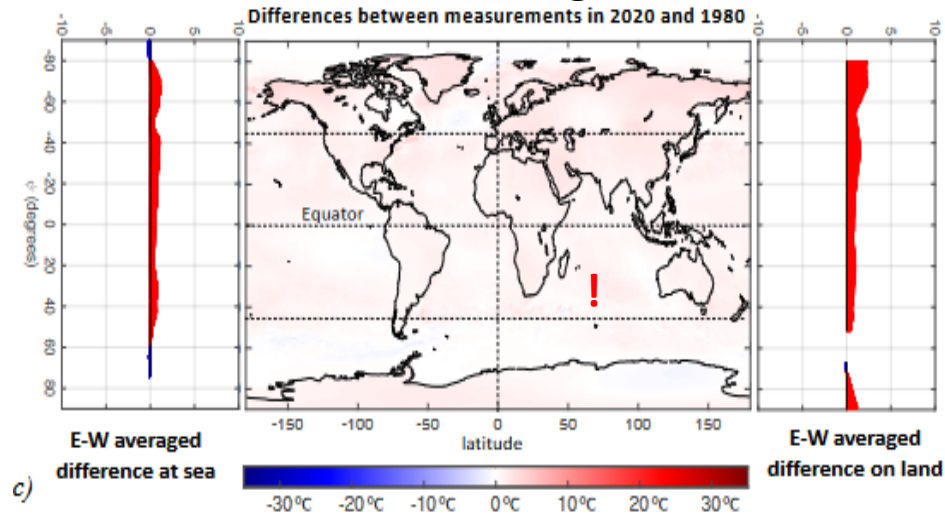 Differences between measurements in 2020 and 1980
-10 -5 0 5 10
-10 -5 0 5 10
-80
-60
-40
-20
0
20
40
60
80
ψ (degrees)
Equator
!
-150 -100 -50 0 50 100 150
latitude
E-W averaged
difference at sea
E-W averaged
difference on land
c)
-30°C -20°C -10°C 0°C 10°C 20°C 30°C